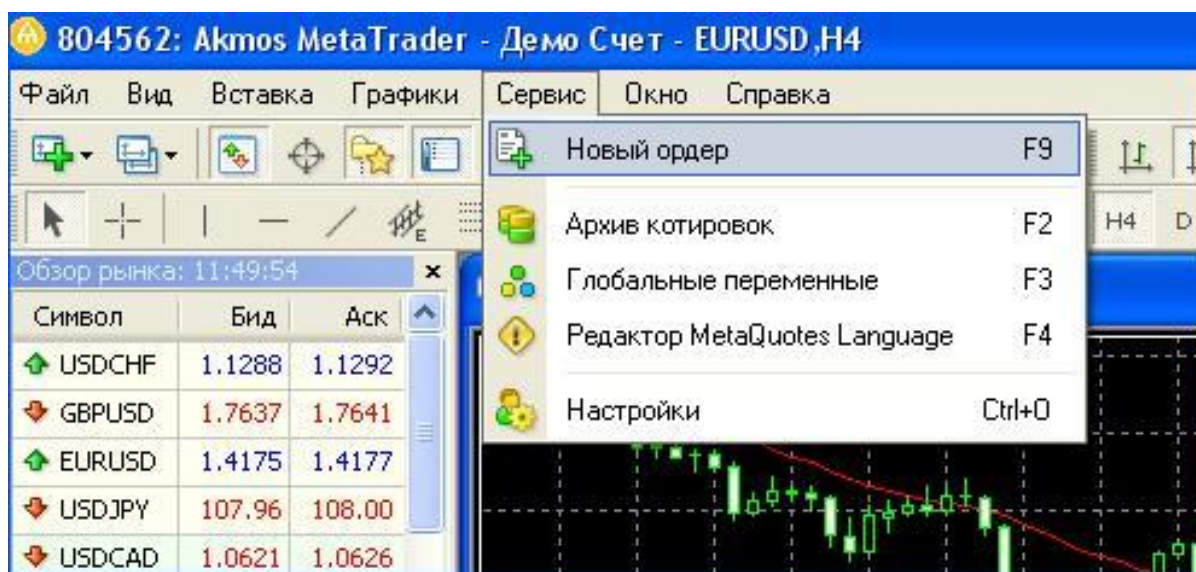 804562: Akmos MetaTrader - Демо Счет - EURUSD,H4
Файл Вид Вставка Графики Сервис Окно Справка
Новый ордер F9
Архив котировок F2
Глобальные переменные F3
Редактор MetaQuotes Language F4
Настройки Ctrl+O
E
H4 D
Обзор рынка: 11:49:54
Символ Бид Аск
USDCHF 1.1288 1.1292
GBPUSD 1.7637 1.7641
EURUSD 1.4175 1.4177
USDJPY 107.96 108.00
USDCAD 1.0621 1.0626